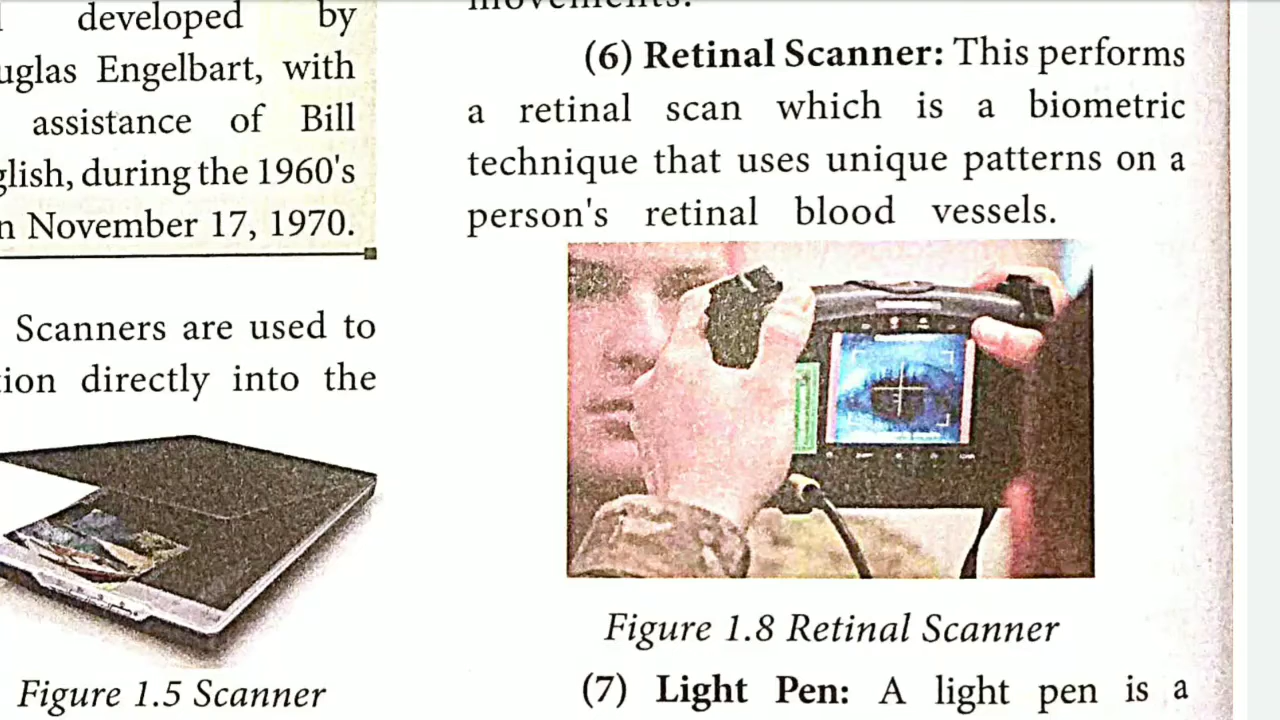 developed by
uglas Engelbart, with
assistance of Bill
glish, during the 1960's
n November 17, 1970.
Scanners are used to
tion directly into the
Figure 1.5 Scanner
(6) Retinal Scanner: This performs
a retinal scan which is a biometric
technique that uses unique patterns on a
person's retinal blood vessels.
Figure 1.8 Retinal Scanner
(7) Light Pen: A light pen is a